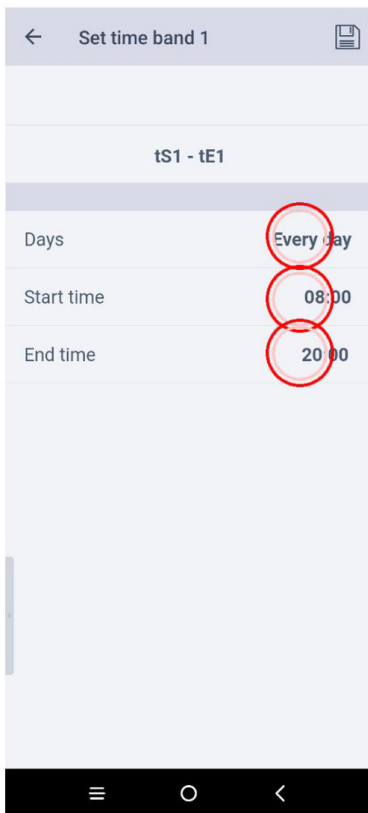 Set time band 1
tS1 - tE1
Days Every day
Start time 08:00
End time 20:00